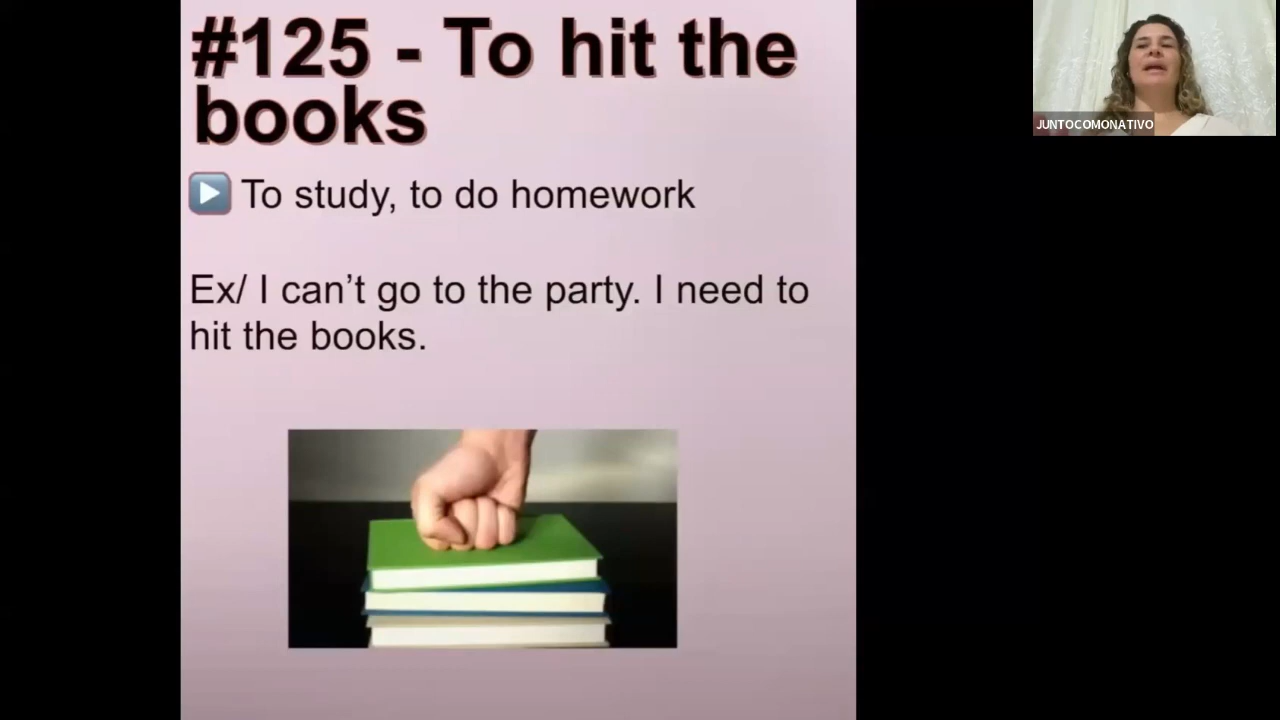 #125 - To hit the
books
To study, to do homework
Ex/ I can’t go to the party. I need to
hit the books.
JUNTOCOMONATIVO